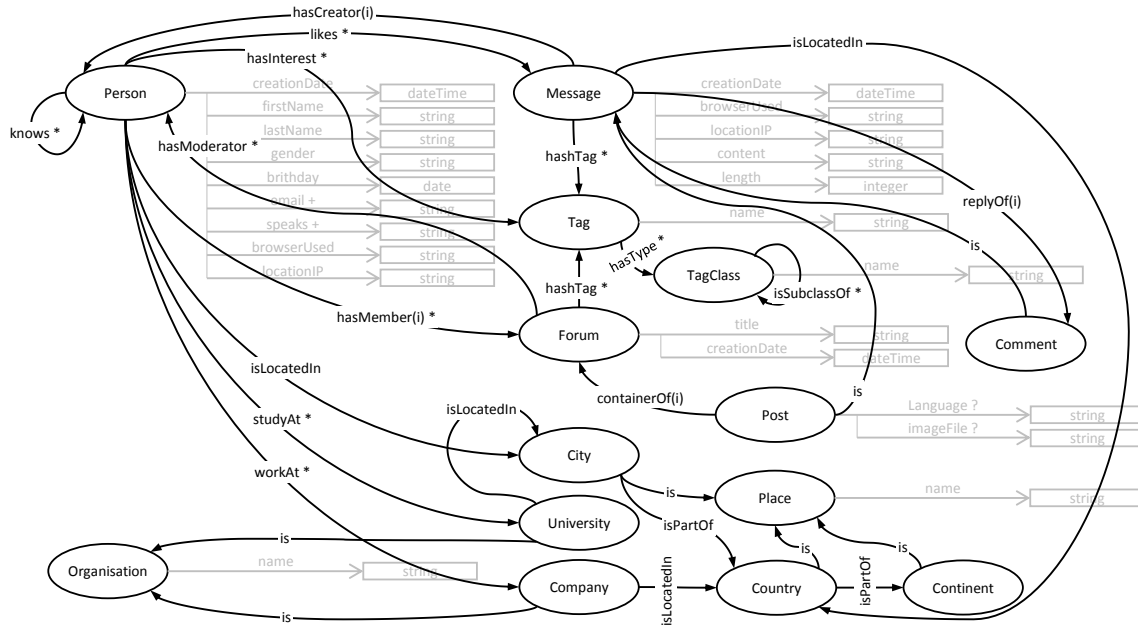 hasCreator(i)
likes *
isLocatedIn
hasInterest *
creationDate
creationDate
Person
dateTime
Message
dateTime
firstName
browserUsed
string
string
knows *
lastName
locationIP
hasModerator *
string
string
gender
hashTag *
content
string
string
brithday
length
date
integer
email +
replyOf(i)
string
name
speaks +
Tag
string
string
browserUsed
is
string
hasType *
locationIP
name
string
TagClass
string
hashTag *
isSubclassOf *
hasMember(i) *
title
Forum
string
creationDate
Comment
dateTime
isLocatedIn
is
containerOf(i)
isLocatedIn
Language ?
Post
string
studyAt *
imageFile ?
string
City
workAt *
is
name
Place
string
University
isPartOf
is
is
is
name
isPartOf
Organisation
string
isLocatedIn
Company
Country
Continent
is